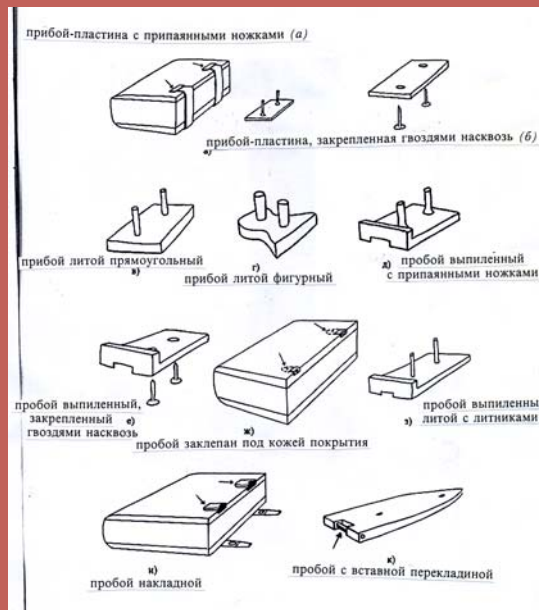 прибой-пластина с припаянными ножками (а)
прибой-пластина, закрепленная гвоздями насквозь (б)
прибой литой прямоугольный
в)
г)
прибой литой фигурный
д) пробой выпиленный
с припаянными ножками
пробой выпиленный,
закрепленный е)
гвоздями насквозь
ж)
пробой заклепан под кожей покрытия
з)
пробой выпиленны
литой с литниками
и)
пробой накладной
к)
пробой с вставной перекладиной